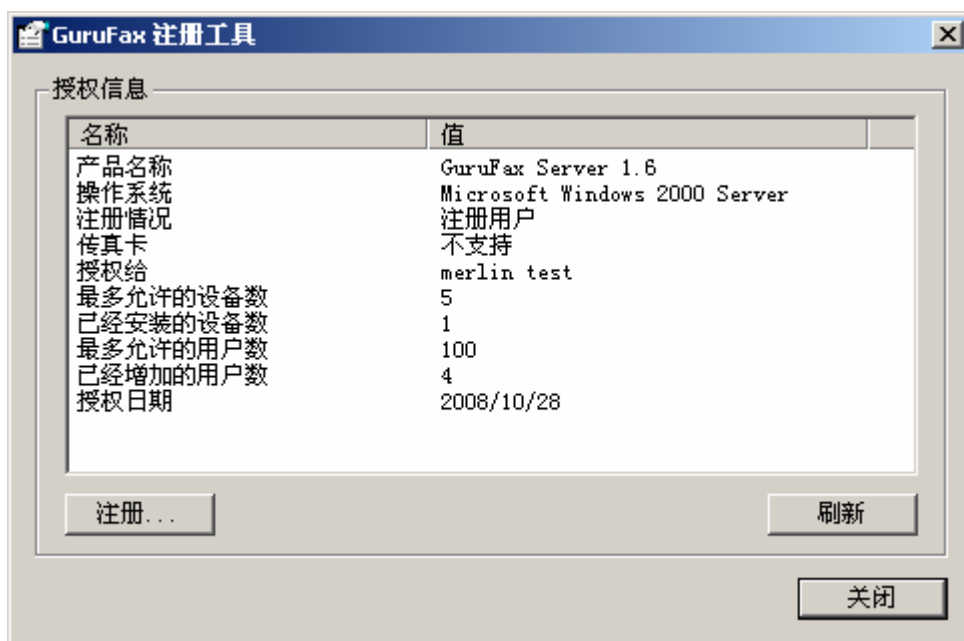 GuruFax 注册工具
授权信息
名称 值
产品名称 GuruFax Server 1.6
操作系统 Microsoft Windows 2000 Server
注册情况 注册用户
传真卡 不支持
授权给 merlin test
最多允许的设备数 5
已经安装的设备数 1
最多允许的用户数 100
已经增加的用户数 4
授权日期 2008/10/28
注册... 刷新
关闭